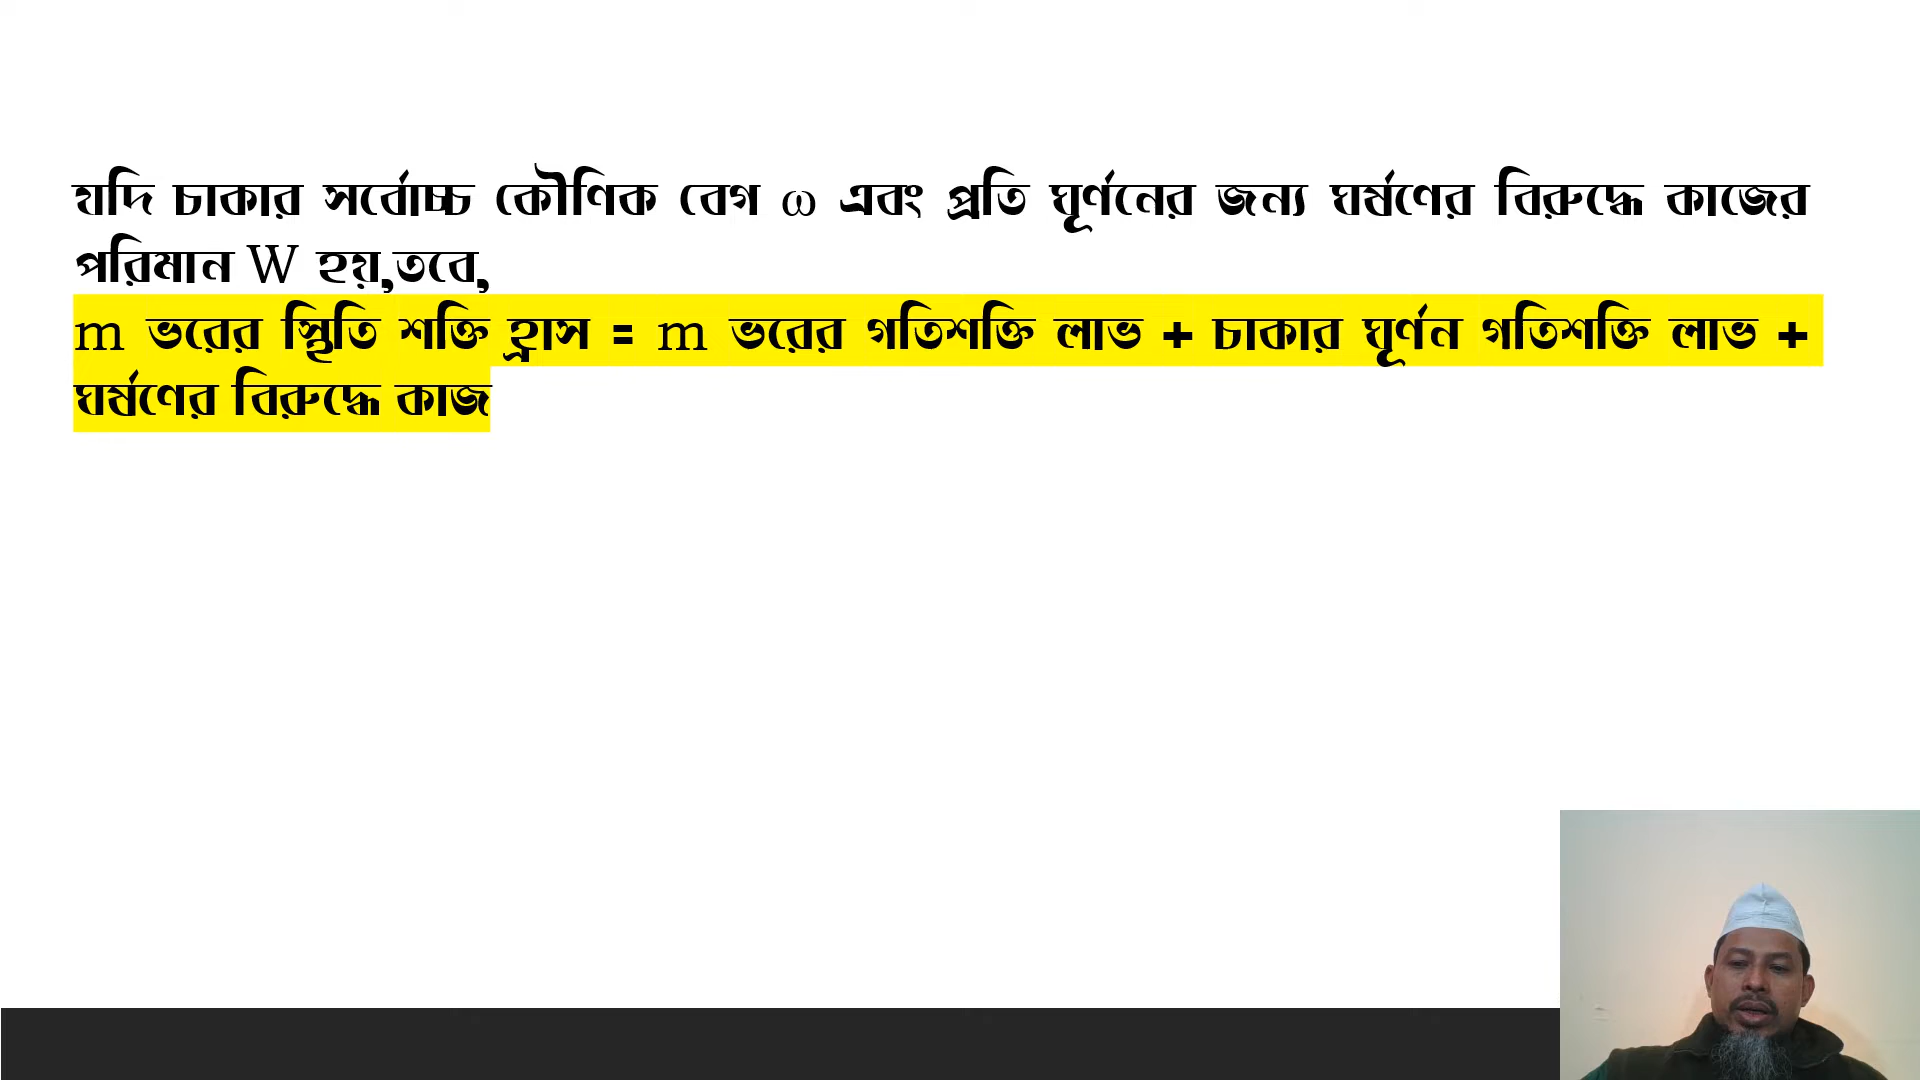 যদি চাকার সর্বোচ্চ কৌণিক বেগ ω এবং প্রতি ঘূর্ণনের জন্য ঘর্ষণের বিরুদ্ধে কাজের
পরিমান W হয়,তবে,
m ভরের স্থিতি শক্তি হ্রাস = m ভরের গতিশক্তি লাভ + চাকার ঘূর্ণন গতিশক্তি লাভ +
ঘর্ষণের বিরুদ্ধে কাজ